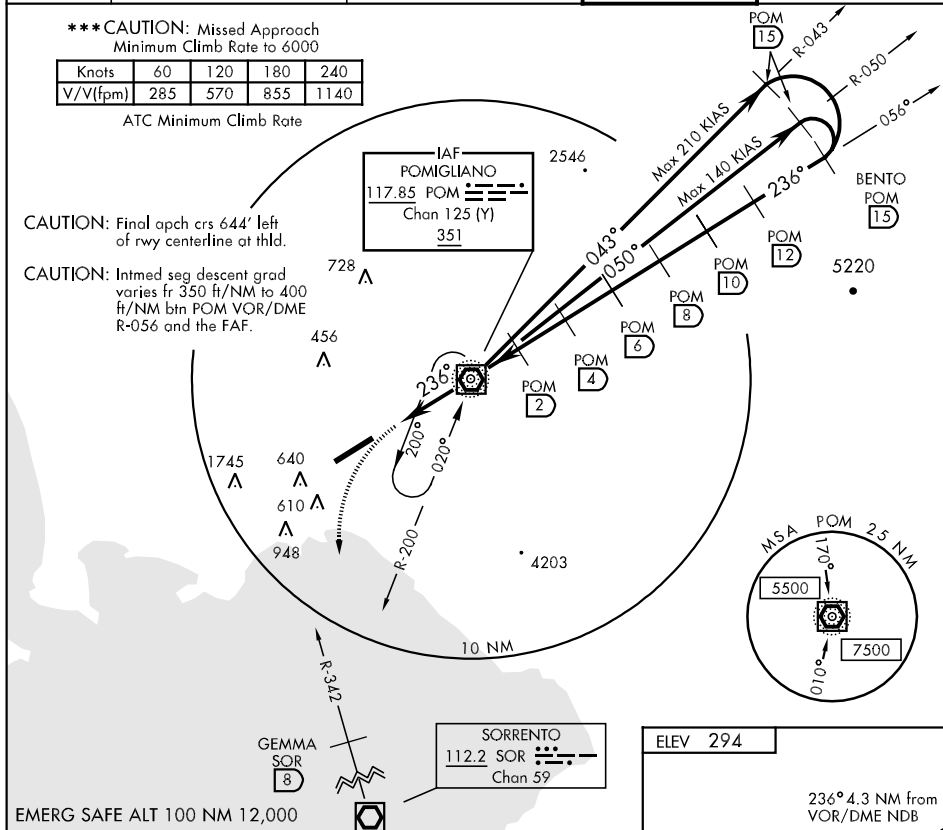 *** CAUTION: Missed Approach
Minimum Climb Rate to 6000
Knots 60 120 180 240
V/V(fpm) 285 570 855 1140
ATC Minimum Climb Rate
POM
15
R-043
R-050
056°
Max 210 KIAS
Max 140 KIAS
236°
IAF
POMIGLIANO
117.85 POM
Chan 125 (Y)
351
2546
BENTO
POM
15
CAUTION: Final apch crs 644' left
of rwy centerline at thld.
CAUTION: Intmed seg descent grad
varies fr 350 ft/NM to 400
ft/NM btn POM VOR/DME
R-056 and the FAF.
043°
050°
POM
12
POM
10
POM
8
POM
6
POM
4
POM
2
5220
728
456
236°
200°
020°
1745
640
610
948
R-200
4203
10 NM
MSA POM 25 NM
170°
5500
7500
010°
R-342
GEMMA
SOR
8
SORRENTO
112.2 SOR
Chan 59
ELEV 294
236° 4.3 NM from
VOR/DME NDB
EMERG SAFE ALT 100 NM 12,000